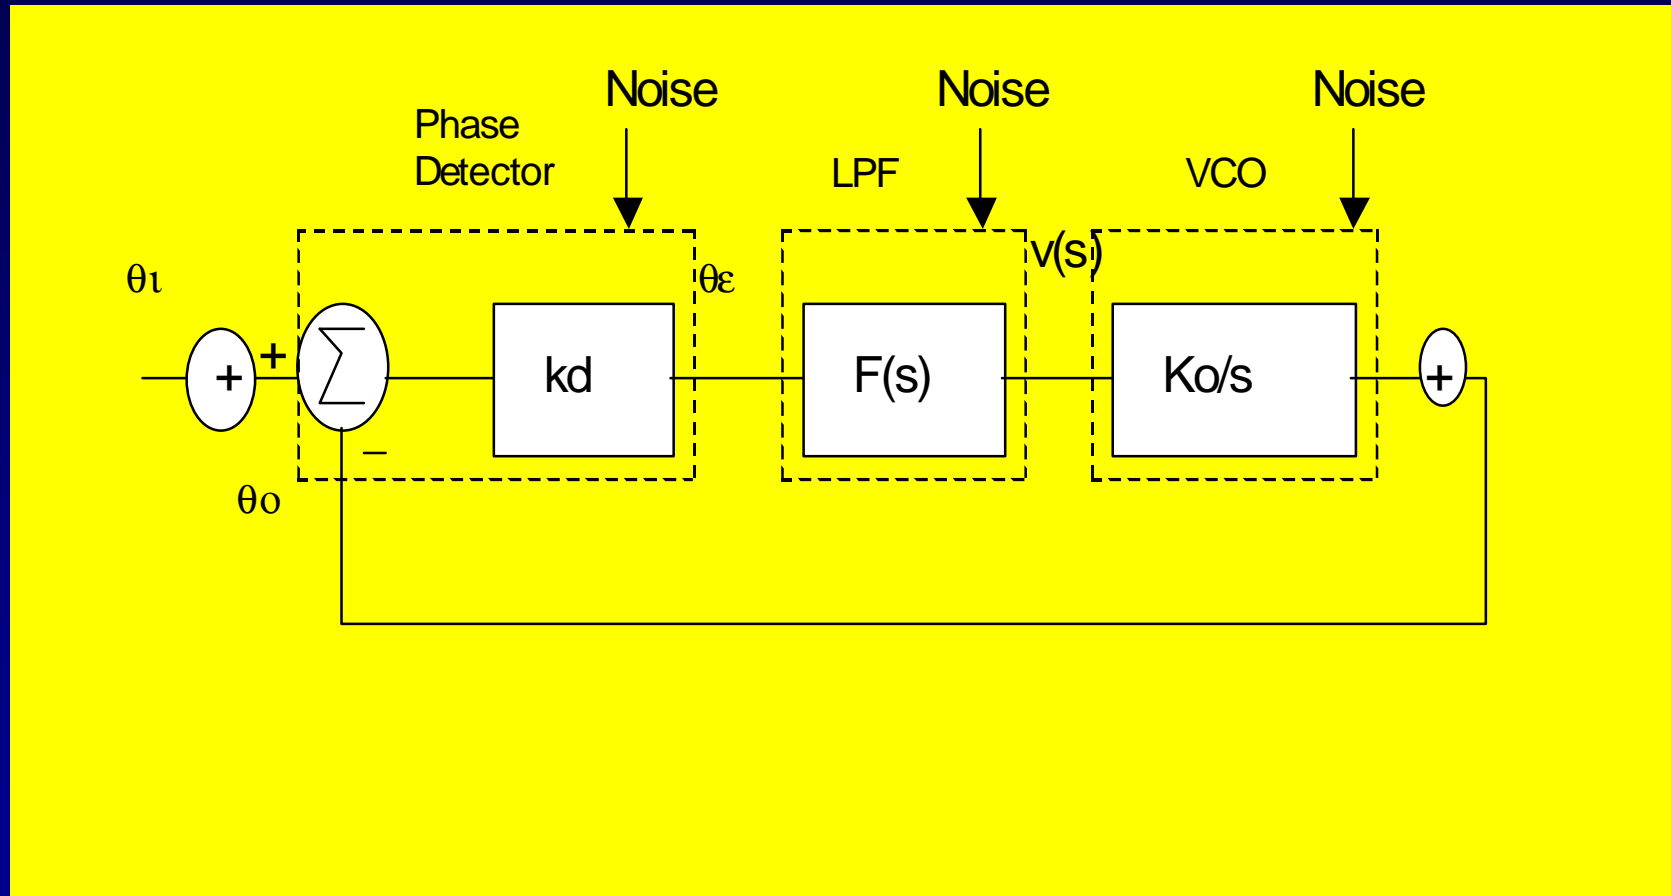 Noise Noise Noise
Phase
Detector
LPF
VCO
v(s)
θι
θε
+
+
∑
kd
F(s)
Ko/s
+
−
θο